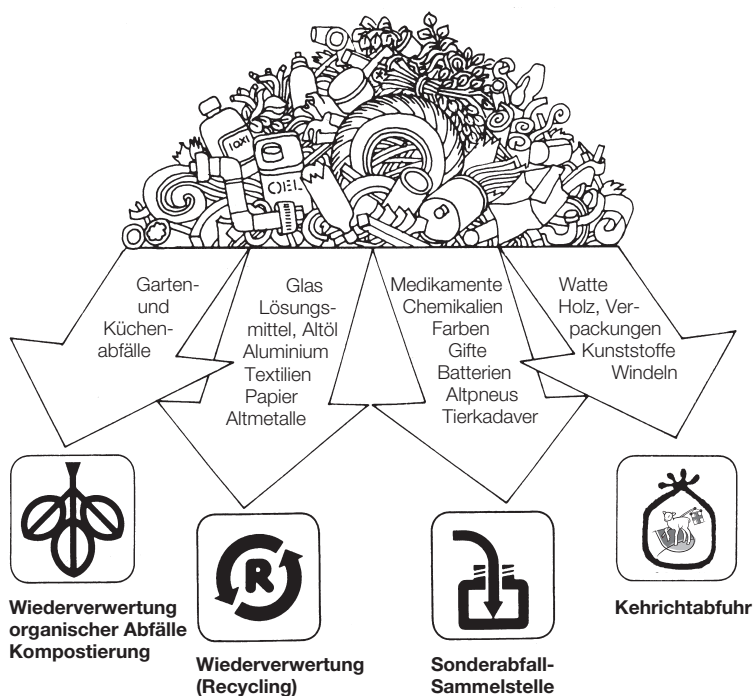 TOXI
OEL
Garten-
und
Küchen-
abfälle
Glas
Lösungs-
mittel, Altöl
Aluminium
Textilien
Papier
Altmetalle
Medikamente
Chemikalien
Farben
Gifte
Batterien
Altpneus
Tierkadaver
Watte
Holz, Ver-
packungen
Kunststoffe
Windeln
Wiederverwertung
organischer Abfälle
Kompostierung
R
Wiederverwertung
(Recycling)
Sonderabfall-
Sammelstelle
Kehrichtabfuhr